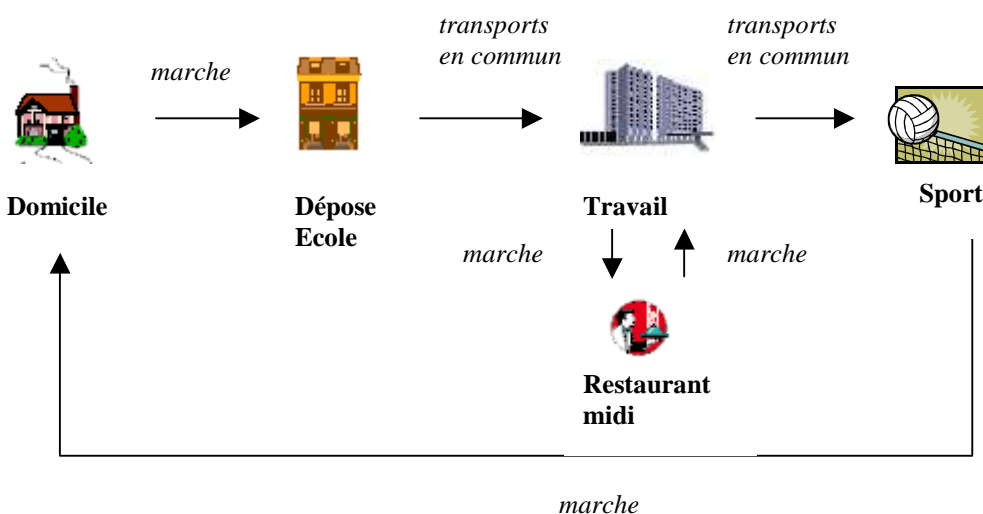 transports
en commun
transports
en commun
marche
Domicile
Dépose
Ecole
Travail
Sport
marche
marche
Restaurant
midi
marche